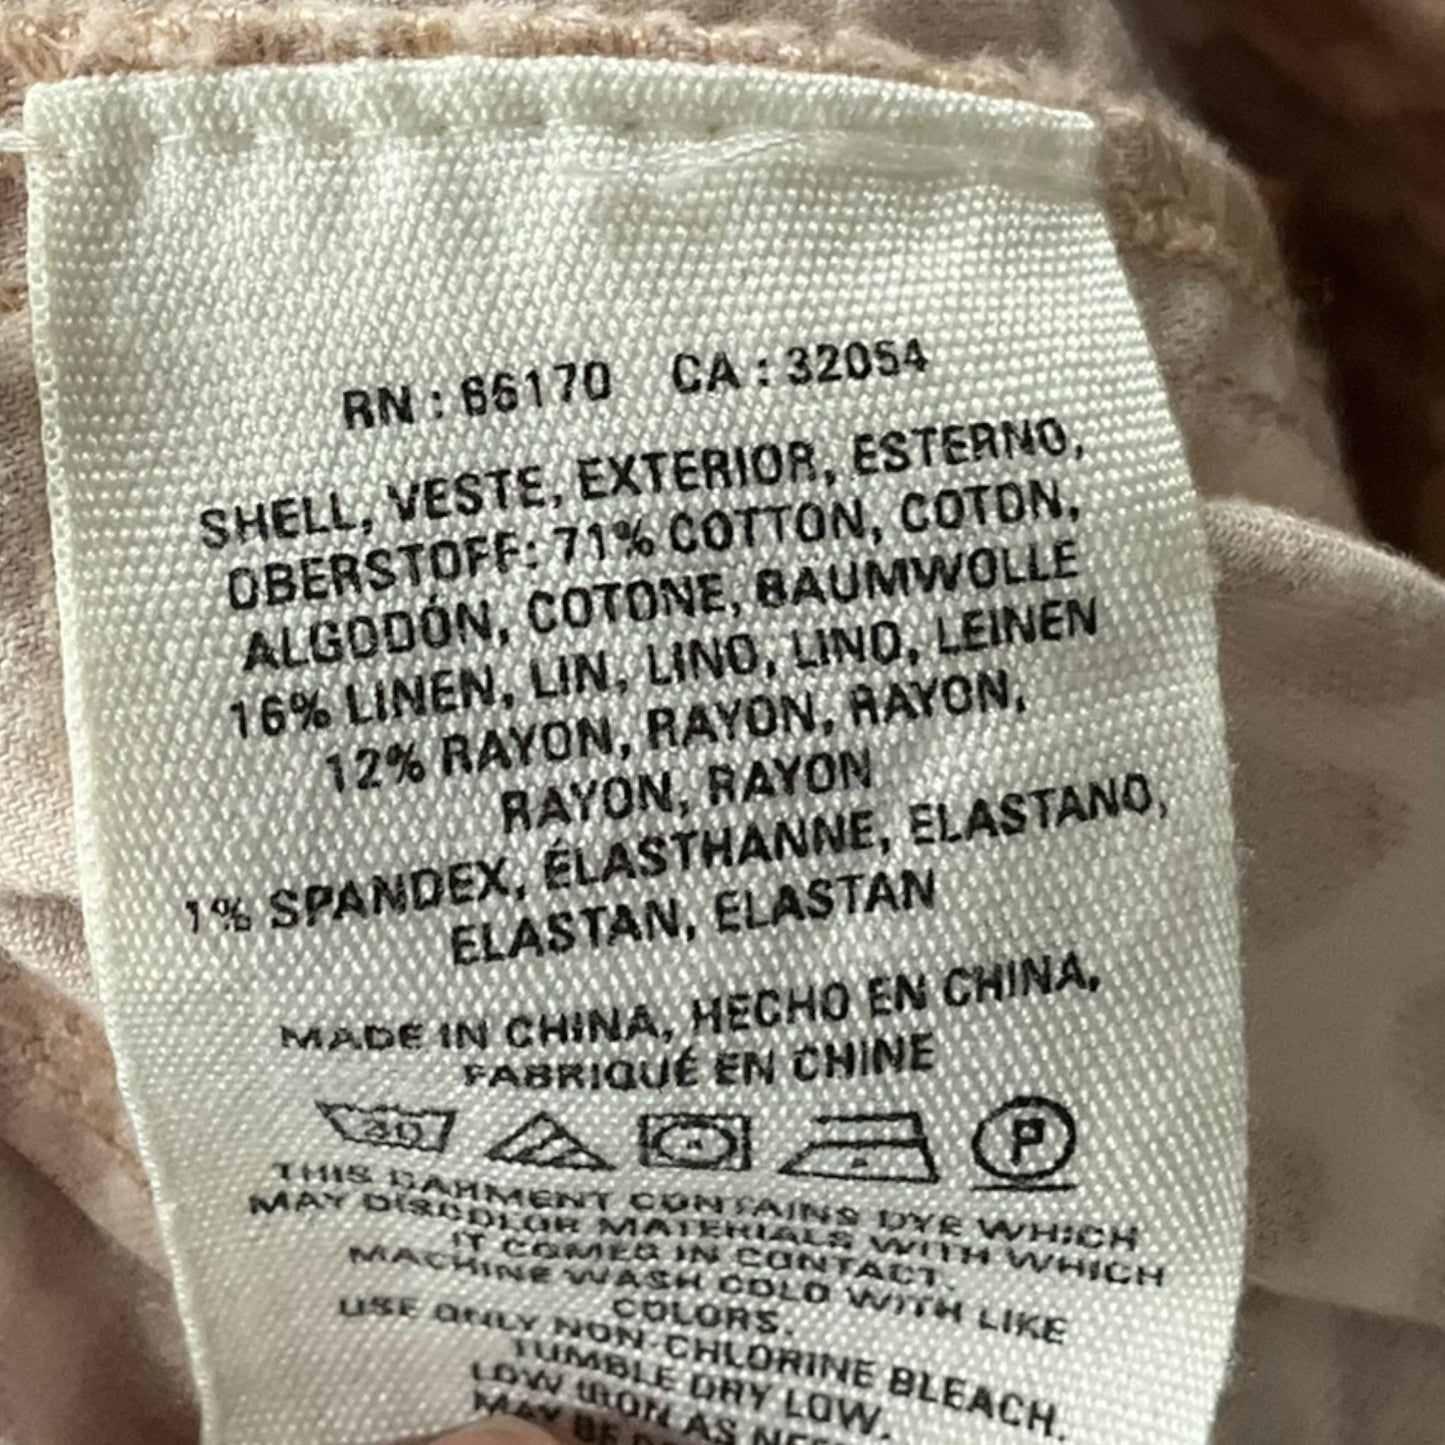 RN : 66170 CA : 32054
SHELL, VESTE, EXTERIOR, ESTERNO,
OBERSTOFF: 71% COTTON, COTON,
ALGODÓN, COTONE, BAUMWOLLE
16% LINEN, LIN, LINO, LINO, LEINEN
12% RAYON, RAYON, RAYON,
RAYON, RAYON
1% SPANDEX, ÉLASTHANNE, ELASTANO,
ELASTAN, ELASTAN
MADE IN CHINA, HECHO EN CHINA,
FABRIQUÉ EN CHINE
30 P
THIS GARMENT CONTAINS DYE WHICH
MAY DISCOLOR MATERIALS WITH WHICH
IT COMES IN CONTACT.
MACHINE WASH COLD WITH LIKE
COLORS.
USE ONLY NON-CHLORINE BLEACH.
TUMBLE DRY LOW.
LOW IRON AS
MAY BE